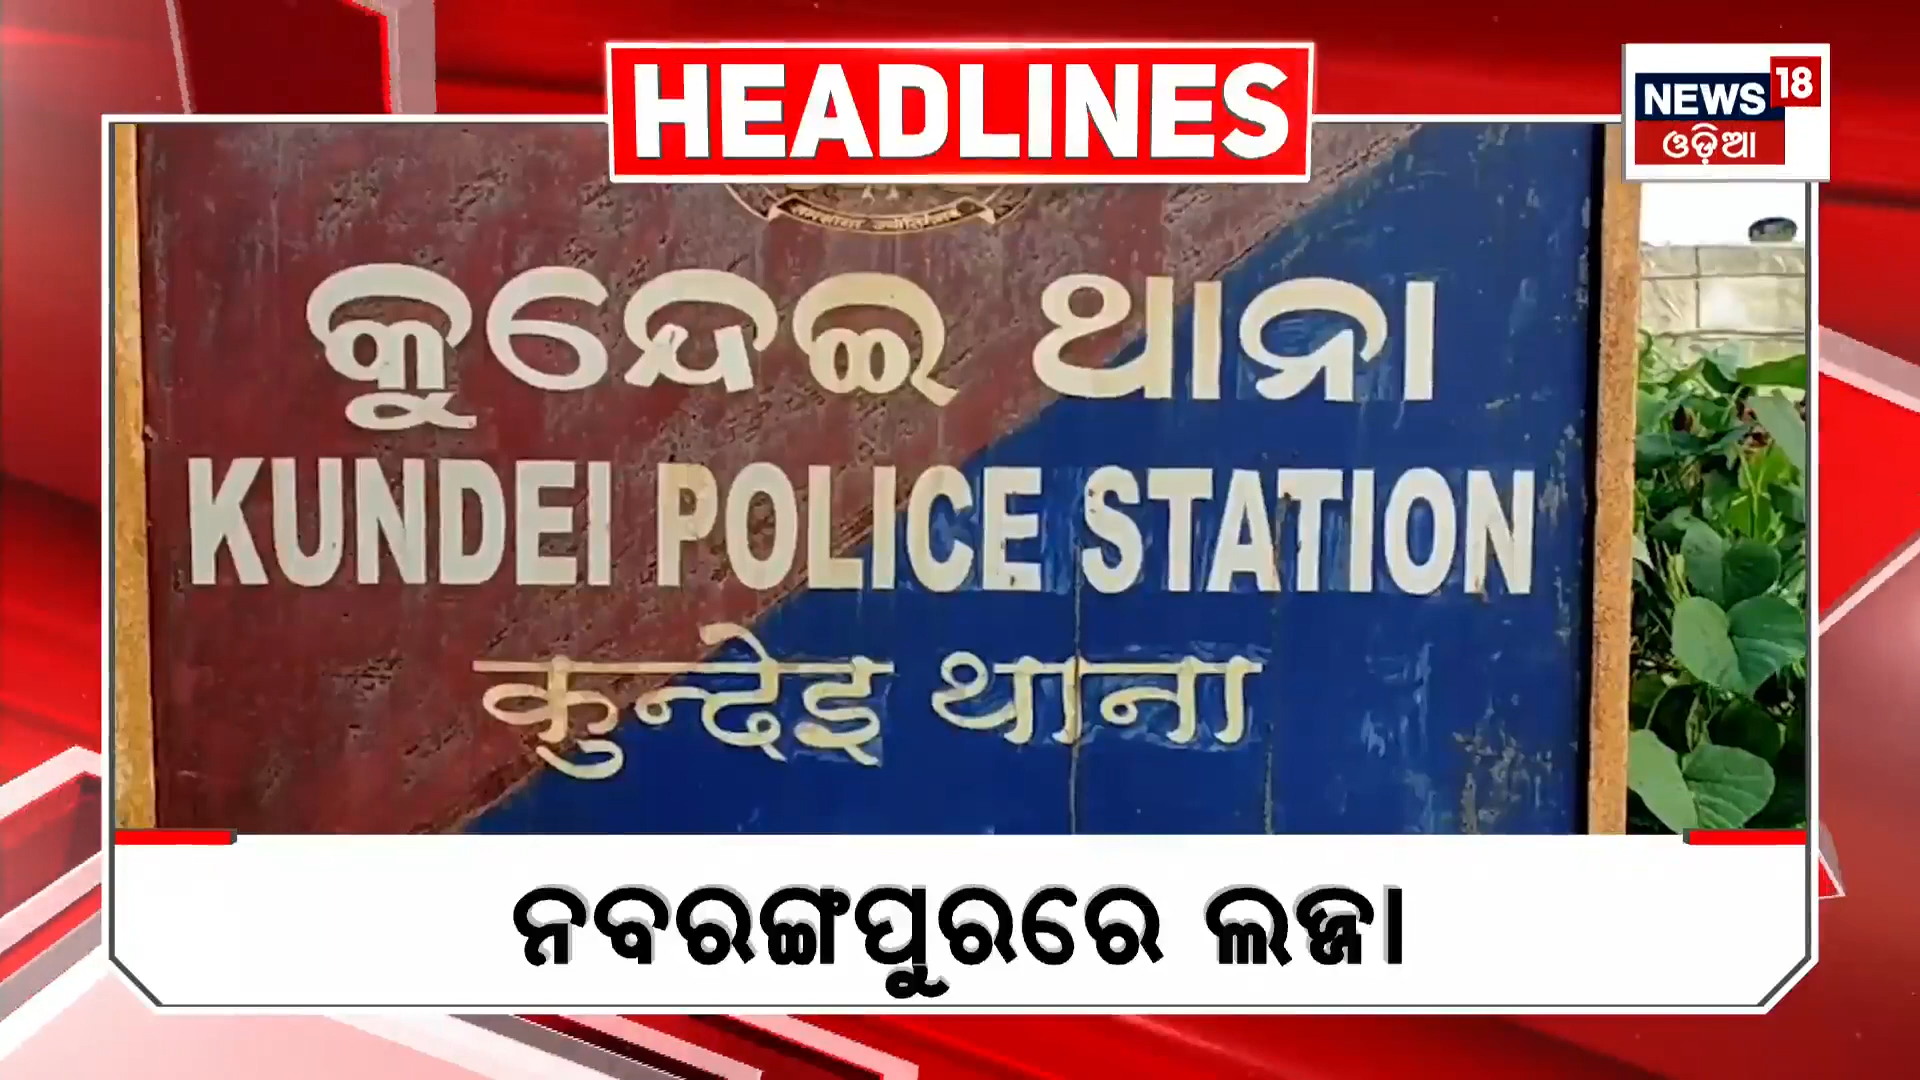 HEADLINES
NEWS 18
ଓଡ଼ିଆ
କୁନ୍ଦେଇ ଥାନା
KUNDEI POLICE STATION
कुन्देइ थाना
ନବରଙ୍ଗପୁରରେ ଲଜ୍ଜା